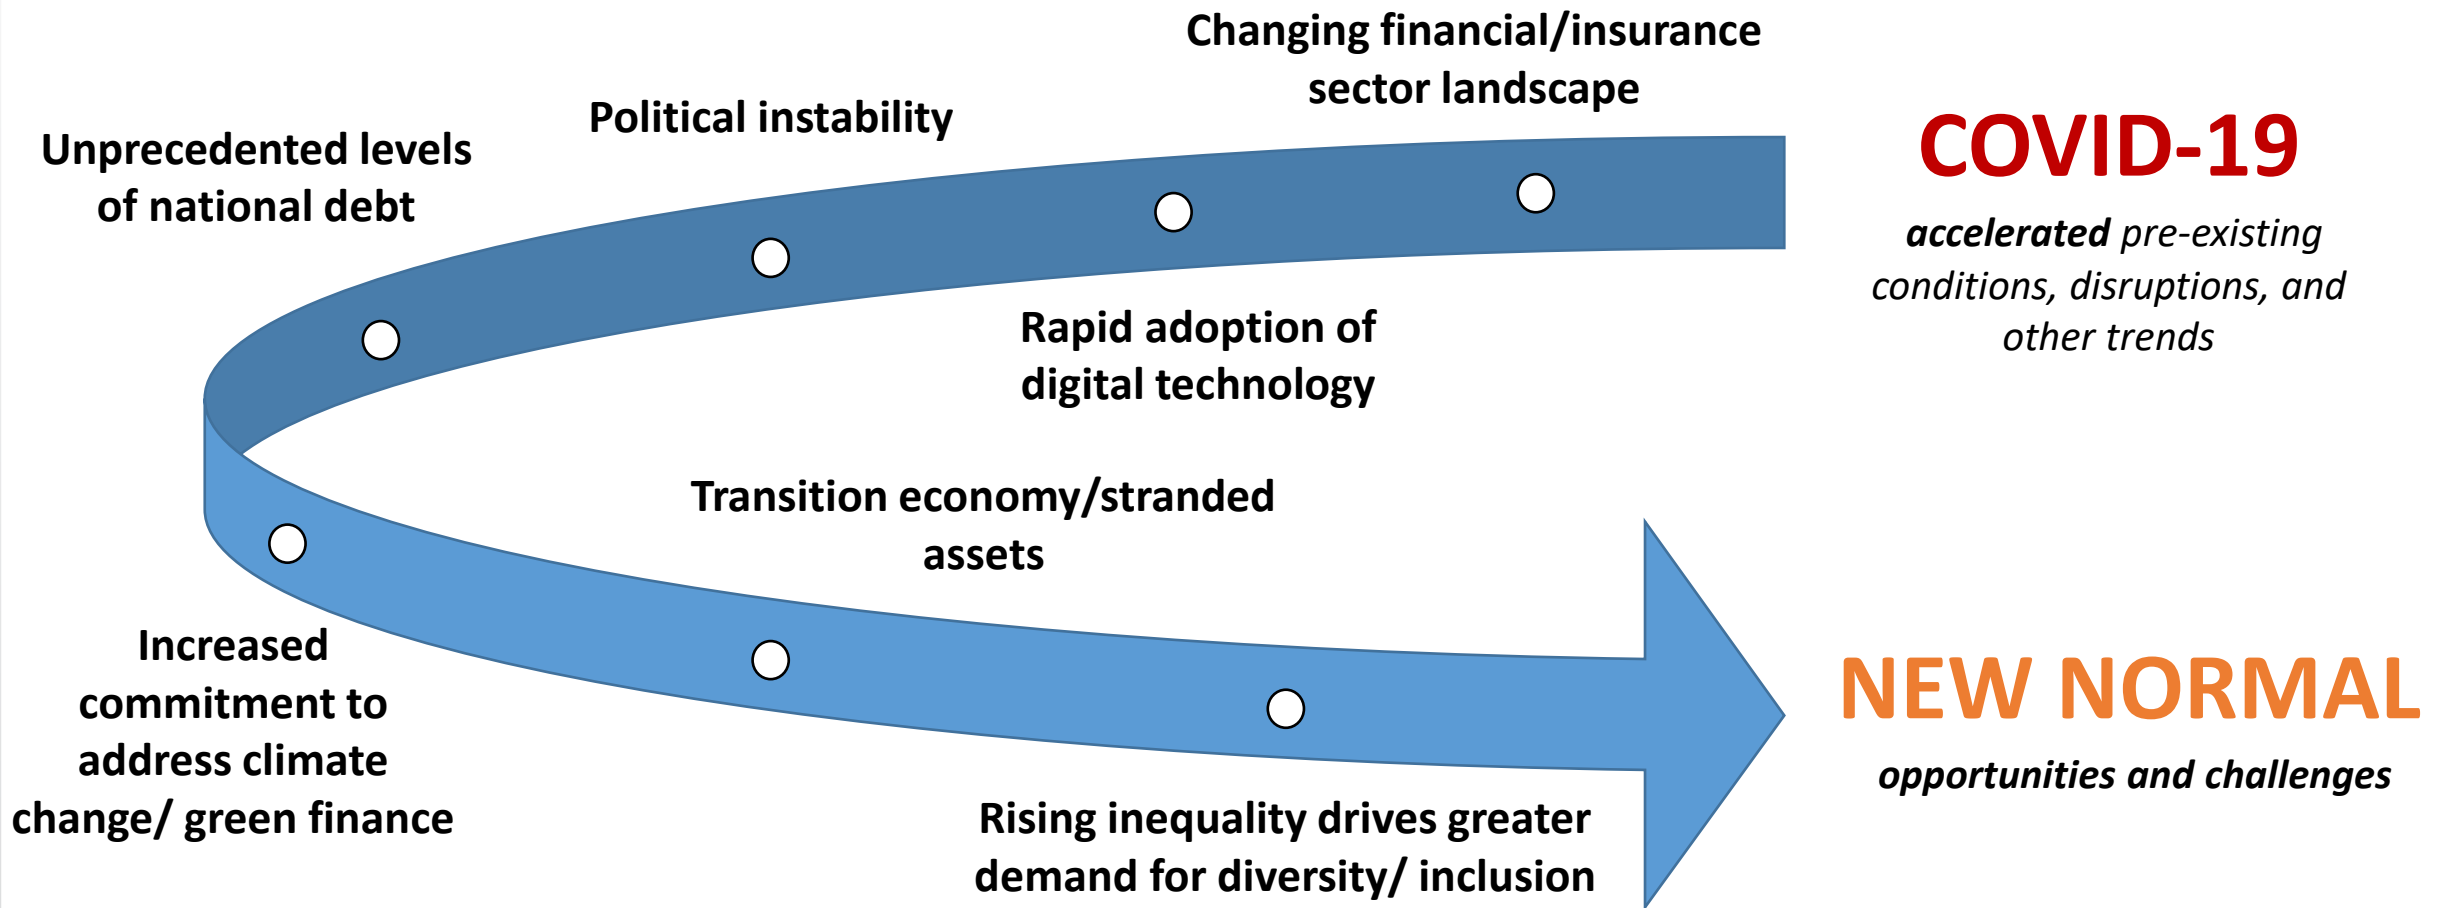 Changing financial/insurance
sector landscape
Political instability
Unprecedented levels
of national debt
COVID-19
accelerated pre-existing
conditions, disruptions, and
other trends
Rapid adoption of
digital technology
Transition economy/stranded
assets
Increased
commitment to
address climate
change/ green finance
NEW NORMAL
opportunities and challenges
Rising inequality drives greater
demand for diversity/ inclusion